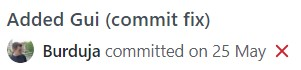 Added Gui (commit fix)
Burduja committed on 25 May